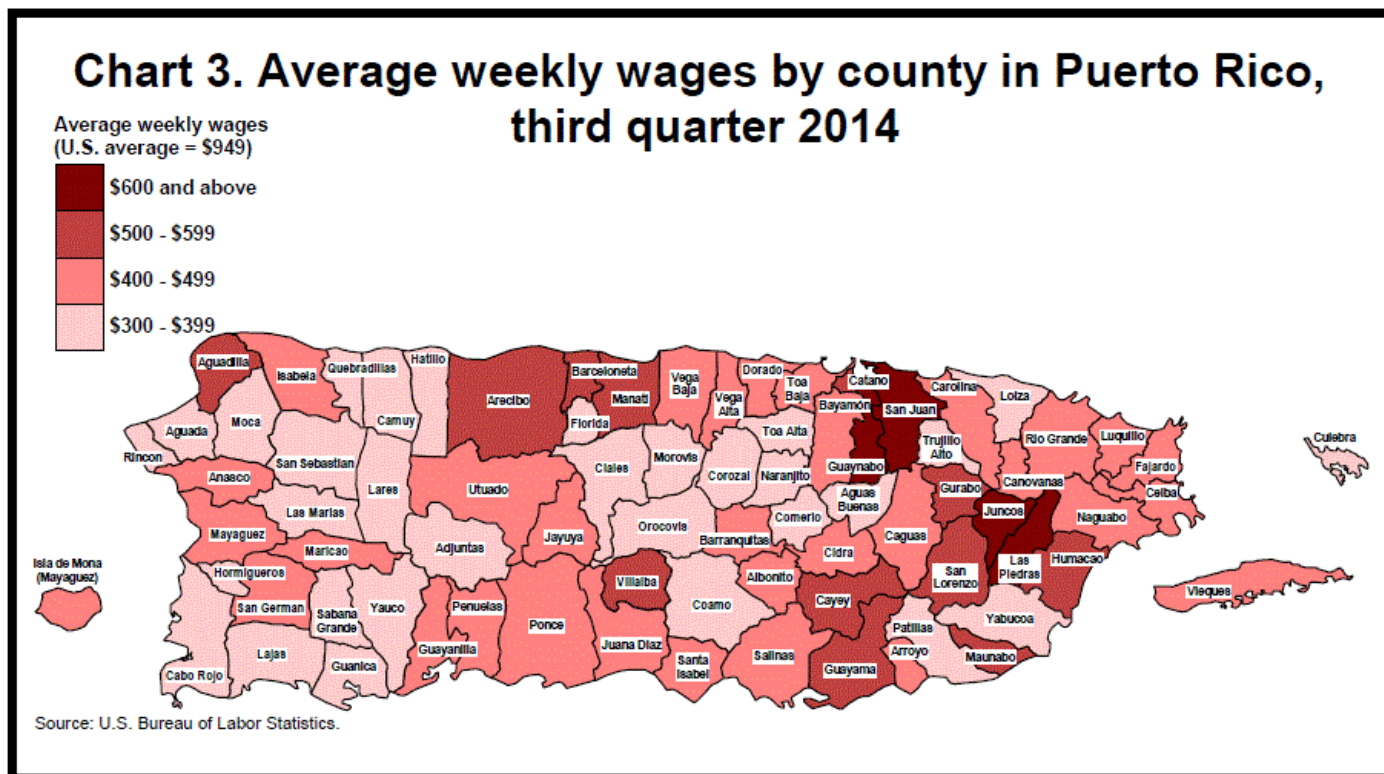 Chart 3. Average weekly wages by county in Puerto Rico,
third quarter 2014
Average weekly wages
(U.S. average = $949)
$600 and above
$500 - $599
$400 - $499
$300 - $399
Aguadilla
Isabela
Quebradillas
Hatillo
Camuy
Arecibo
Barceloneta
Manati
Florida
Vega
Baja
Vega
Alta
Dorado
Toa
Baja
Catano
Bayamón
San Juan
Carolina
Loiza
Moca
Aguada
Rincon
San Sebastian
Lares
Anasco
Las Marias
Mayaguez
Maricao
Utuado
Ciales
Morovis
Corozal
Toa Alta
Naranjito
Guaynabo
Trujillo
Alto
Rio Grande
Luquillo
Fajardo
Ceiba
Canovanas
Culebra
Aguas
Buenas
Gurabo
Juncos
Naguabo
Adjuntas
Jayuya
Orocovis
Barranquitas
Comerio
Cidra
Caguas
San
Lorenzo
Las
Piedras
Humacao
Vieques
Isla de Mona
(Mayaguez)
Hormigueros
San German
Sabana
Grande
Yauco
Penuelas
Guayanilla
Ponce
Villalba
Juana Diaz
Coamo
Albonito
Cayey
Santa
Isabel
Salinas
Guayama
Patillas
Arroyo
Yabucoa
Maunabo
Cabo Rojo
Lajas
Guanica
Source: U.S. Bureau of Labor Statistics.